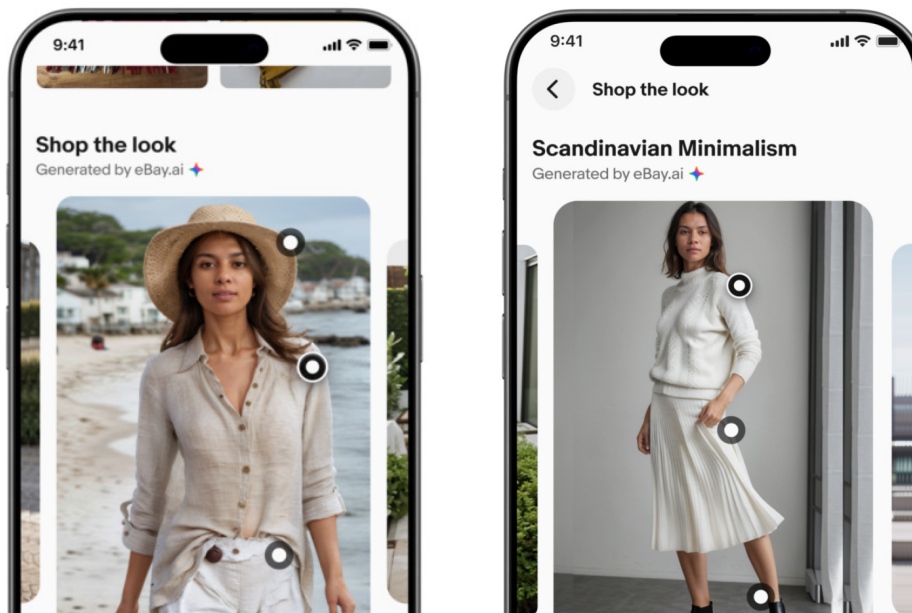 9:41
Shop the look
Generated by eBay.ai
9:41
Shop the look
Scandinavian Minimalism
Generated by eBay.ai